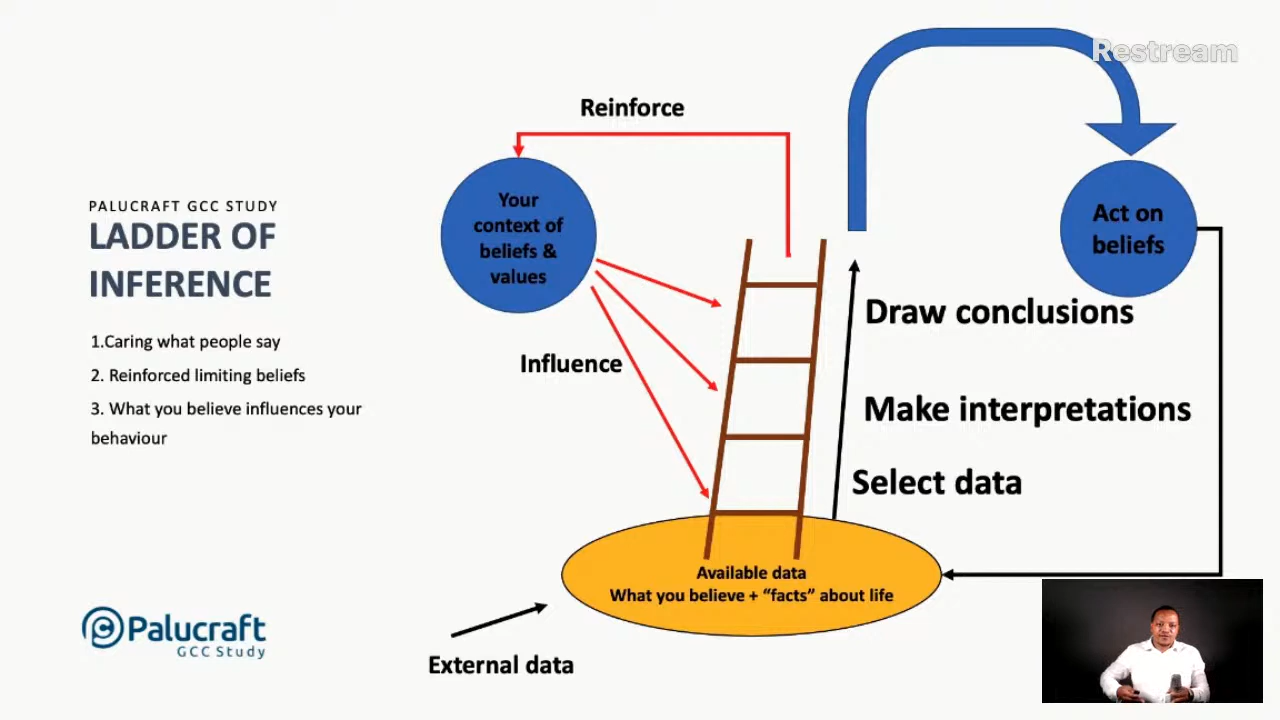 Restream
PALUCRAFT GCC STUDY
LADDER OF
INFERENCE
1.Caring what people say
2. Reinforced limiting beliefs
3. What you believe influences your
behaviour
Palucraft
GCC Study
Reinforce
Your
context of
beliefs &
values
Influence
Act on
beliefs
Draw conclusions
Make interpretations
Select data
Available data
What you believe + “facts” about life
External data